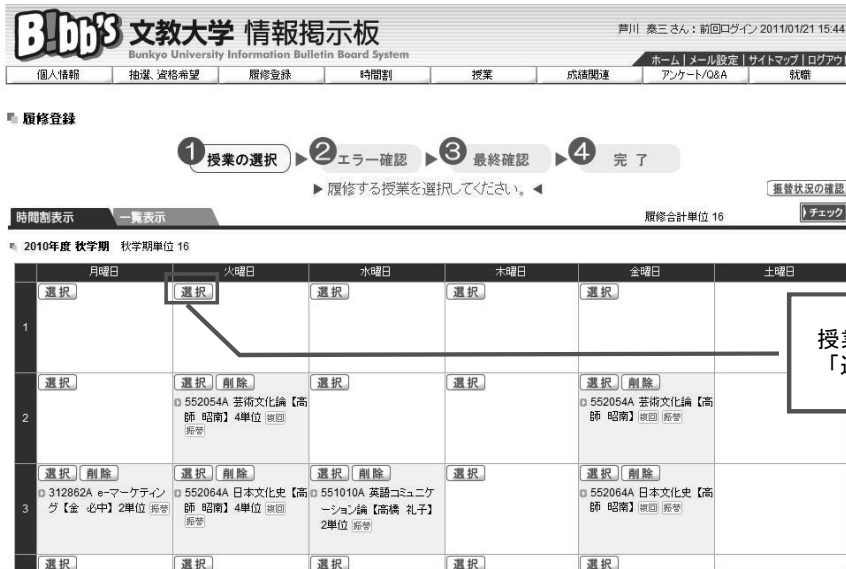 B!bb's 文教大学 情報掲示板
Bunkyo University Information Bulletin Board System
芦川 泰三さん：前回ログイン 2011/01/21 15:44
ホーム | メール設定 | サイトマップ | ログアウト
個人情報 抽選、資格希望 履修登録 時間割 授業 成績関連 アンケート/Q&A 就職
履修登録
1 授業の選択 ▶ 2 エラー確認 ▶ 3 最終確認 ▶ 4 完了
▶ 履修する授業を選択してください。 ◀
振替状況の確認
時間割表示 一覧表示 履修合計単位 16 チェック
2010年度 秋学期 秋学期単位 16
月曜日 火曜日 水曜日 木曜日 金曜日 土曜日
選択 選択 選択 選択 選択
1
授業
「選
選択 選択 削除 選択 選択 選択 削除
2
552054A 芸術文化論【高
師 昭南】4単位 複回
振替
552054A 芸術文化論【高
師 昭南】複回 振替
選択 削除 選択 削除 選択 削除 選択 選択 削除
3
312862A e-マーケティン
グ【金 必中】2単位 振替
552064A 日本文化史【高
師 昭南】4単位 複回
振替
551010A 英語コミュニケ
ーション論【高橋 礼子】
2単位 振替
552064A 日本文化史【高
師 昭南】複回 振替
選択 選択 選択 選択 選択